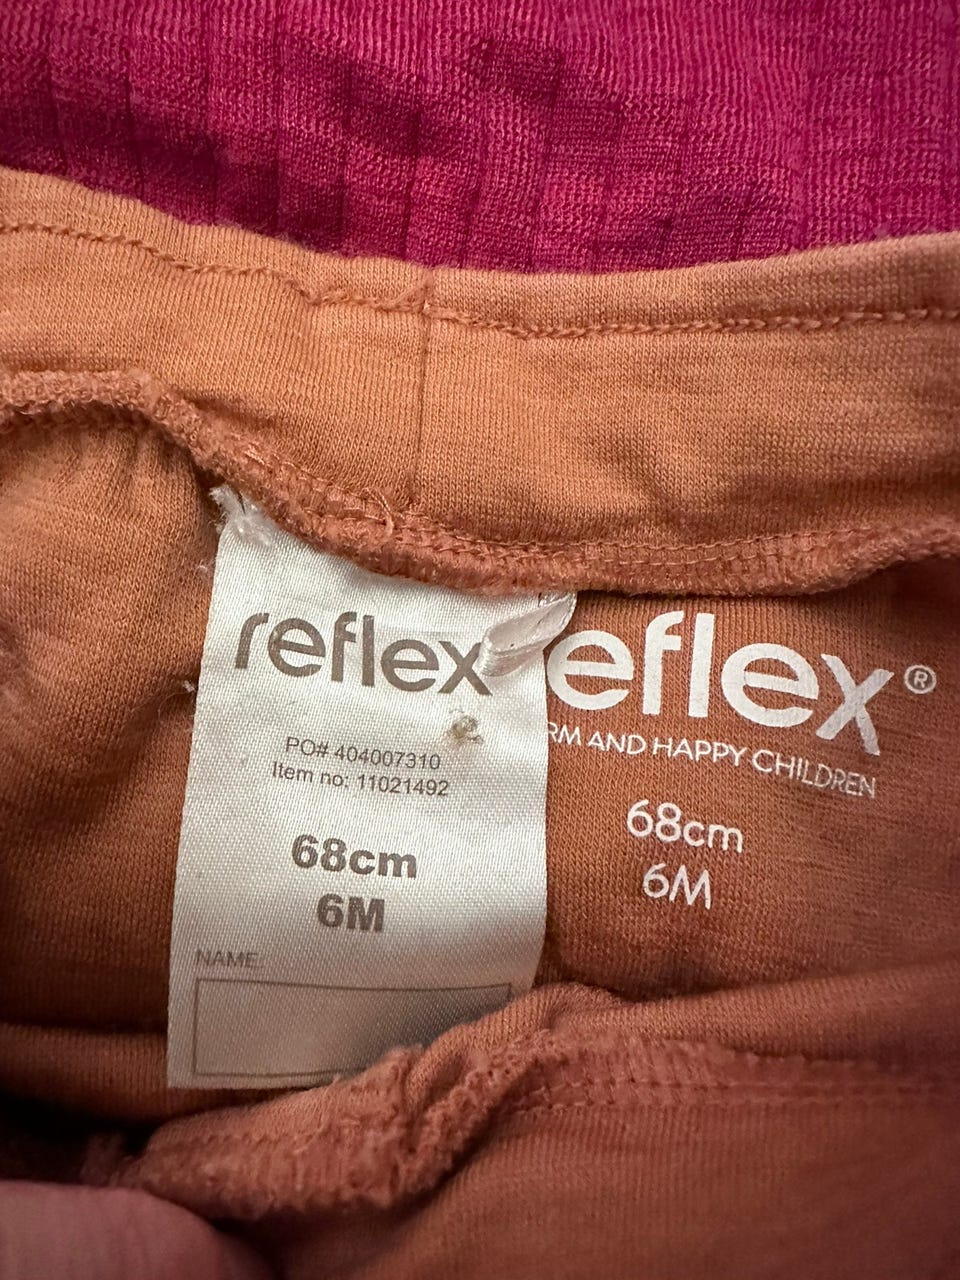 reflex
PO# 404007310
Item no: 11021492
68cm
6M
NAME:
eflex®
RM AND HAPPY CHILDREN
68cm
6M